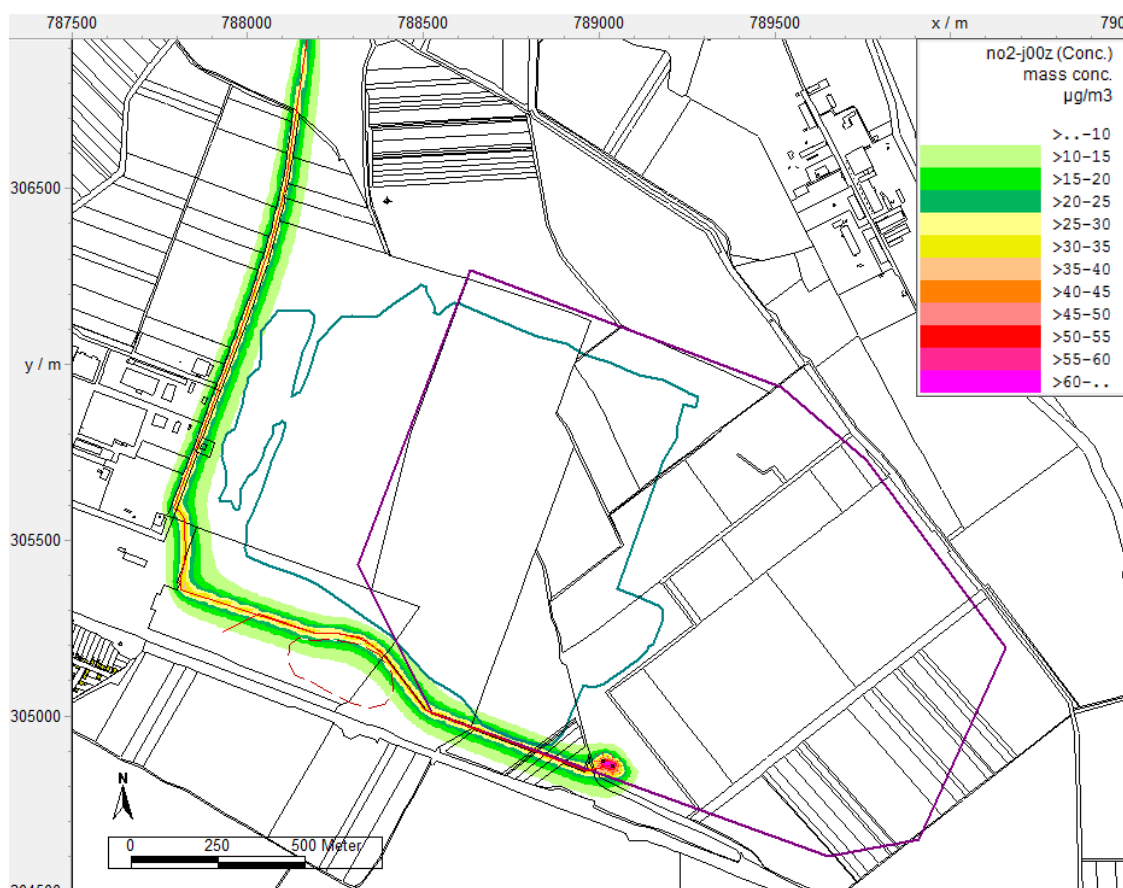 787500 788000 788500 789000 789500 x / m 790
no2-j00z (Conc.)
mass conc.
µg/m3
>..-10
>10-15
>15-20
>20-25
>25-30
>30-35
>35-40
>40-45
>45-50
>50-55
>55-60
>60-..
306500
y / m
305500
305000
N
0 250 500 Meter
304500